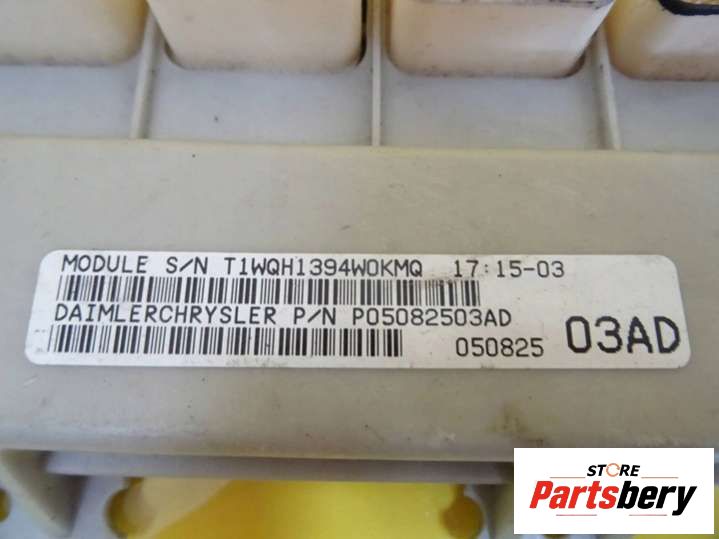 MODULE S/N T1WQH1394W0KMQ 17:15-03
DAIMLERCHRYSLER P/N P05082503AD
050825 03AD
STORE
Partsbery